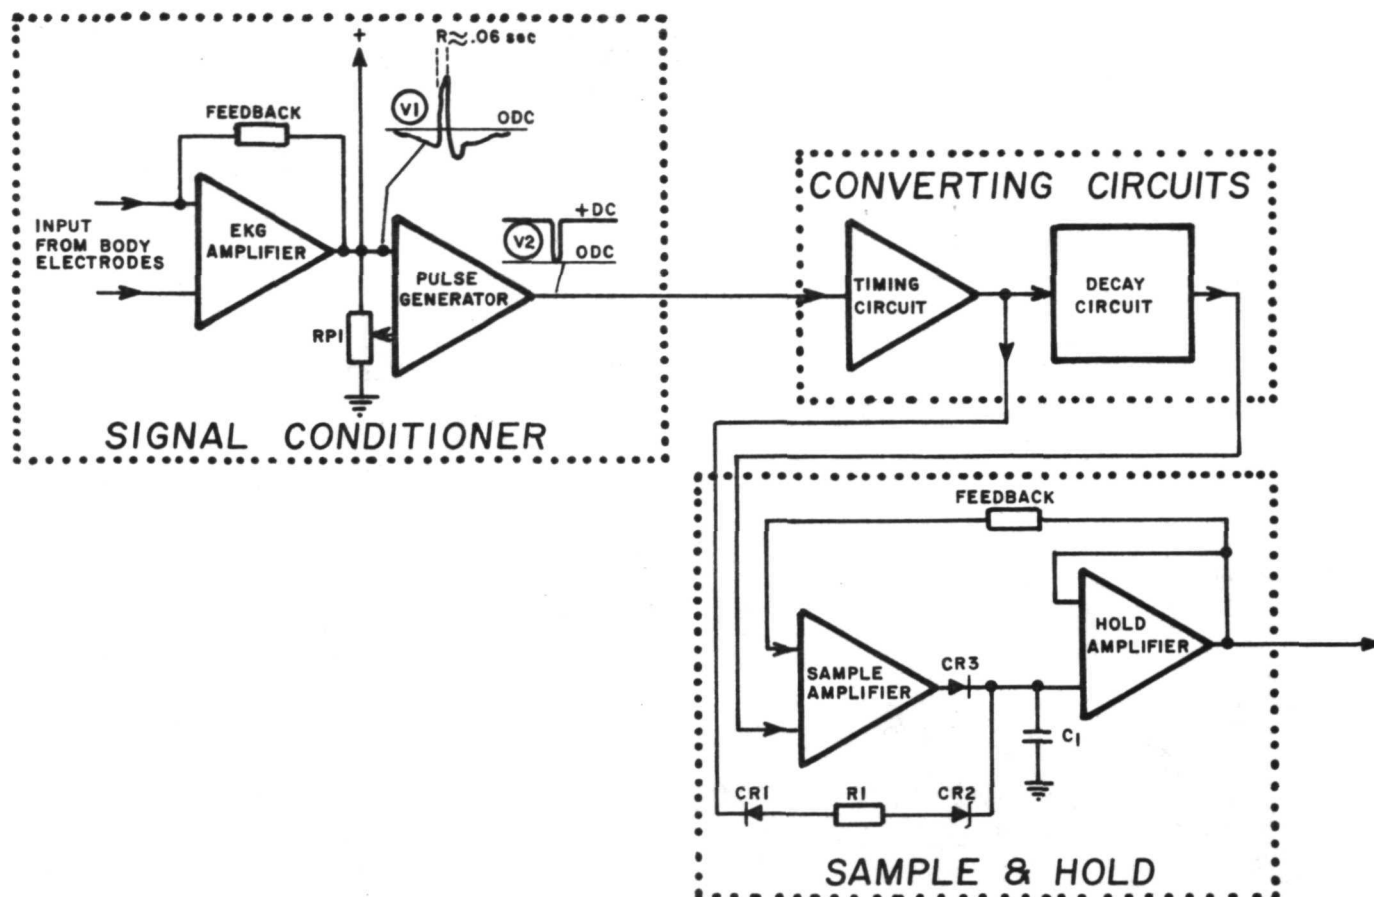 +
R≈.06 sec
FEEDBACK
V1
ODC
INPUT
FROM BODY
ELECTRODES
EKG
AMPLIFIER
+DC
V2
ODC
PULSE
GENERATOR
RP1
SIGNAL CONDITIONER
CONVERTING CIRCUITS
TIMING
CIRCUIT
DECAY
CIRCUIT
FEEDBACK
HOLD
AMPLIFIER
SAMPLE
AMPLIFIER
CR3
C1
CR1
R1
CR2
SAMPLE & HOLD